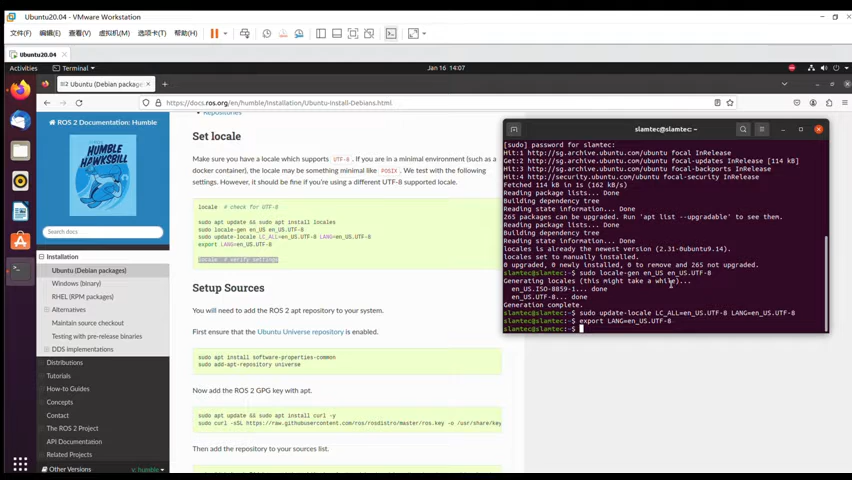 Ubuntu20.04 - VMware Workstation
文件(F) 编辑(E) 查看(V) 虚拟机(M) 选项卡(T) 帮助(H)
Ubuntu20.04
Activities
Terminal
Jan 16 14:07
Ubuntu (Debian package
https://docs.ros.org/en/humble/Installation/Ubuntu-Install-Debians.html
ROS 2 Documentation: Humble
HUMBLE
HAWKSBILL
Search docs
Installation
Ubuntu (Debian packages)
Windows (binary)
RHEL (RPM packages)
Alternatives
Maintain source checkout
Testing with pre-release binaries
DDS implementations
Distributions
Tutorials
How-to Guides
Concepts
Contact
The ROS 2 Project
API Documentation
Related Projects
Other Versions v: humble
Repositories
Set locale
Make sure you have a locale which supports UTF-8 . If you are in a minimal environment (such as a
docker container), the locale may be something minimal like POSIX . We test with the following
settings. However, it should be fine if you're using a different UTF-8 supported locale.
locale # check for UTF-8
sudo apt update && sudo apt install locales
sudo locale-gen en_US en_US.UTF-8
sudo update-locale LC_ALL=en_US.UTF-8 LANG=en_US.UTF-8
export LANG=en_US.UTF-8
locale # verify settings
Setup Sources
You will need to add the ROS 2 apt repository to your system.
First ensure that the Ubuntu Universe repository is enabled.
sudo apt install software-properties-common
sudo add-apt-repository universe
Now add the ROS 2 GPG key with apt.
sudo apt update && sudo apt install curl -y
sudo curl -sSL https://raw.githubusercontent.com/ros/rosdistro/master/ros.key -o /usr/share/key
Then add the repository to your sources list.
slamtec@slamtec: ~
[sudo] password for slamtec:
Hit:1 http://sg.archive.ubuntu.com/ubuntu focal InRelease
Get:2 http://sg.archive.ubuntu.com/ubuntu focal-updates InRelease [114 kB]
Hit:3 http://sg.archive.ubuntu.com/ubuntu focal-backports InRelease
Hit:4 http://security.ubuntu.com/ubuntu focal-security InRelease
Fetched 114 kB in 1s (162 kB/s)
Reading package lists... Done
Building dependency tree
Reading state information... Done
265 packages can be upgraded. Run 'apt list --upgradable' to see them.
Reading package lists... Done
Building dependency tree
Reading state information... Done
locales is already the newest version (2.31-0ubuntu9.14).
locales set to manually installed.
0 upgraded, 0 newly installed, 0 to remove and 265 not upgraded.
slamtec@slamtec:~$ sudo locale-gen en_US en_US.UTF-8
Generating locales (this might take a while)...
en_US.ISO-8859-1... done
en_US.UTF-8... done
Generation complete.
slamtec@slamtec:~$ sudo update-locale LC_ALL=en_US.UTF-8 LANG=en_US.UTF-8
slamtec@slamtec:~$ export LANG=en_US.UTF-8
slamtec@slamtec:~$